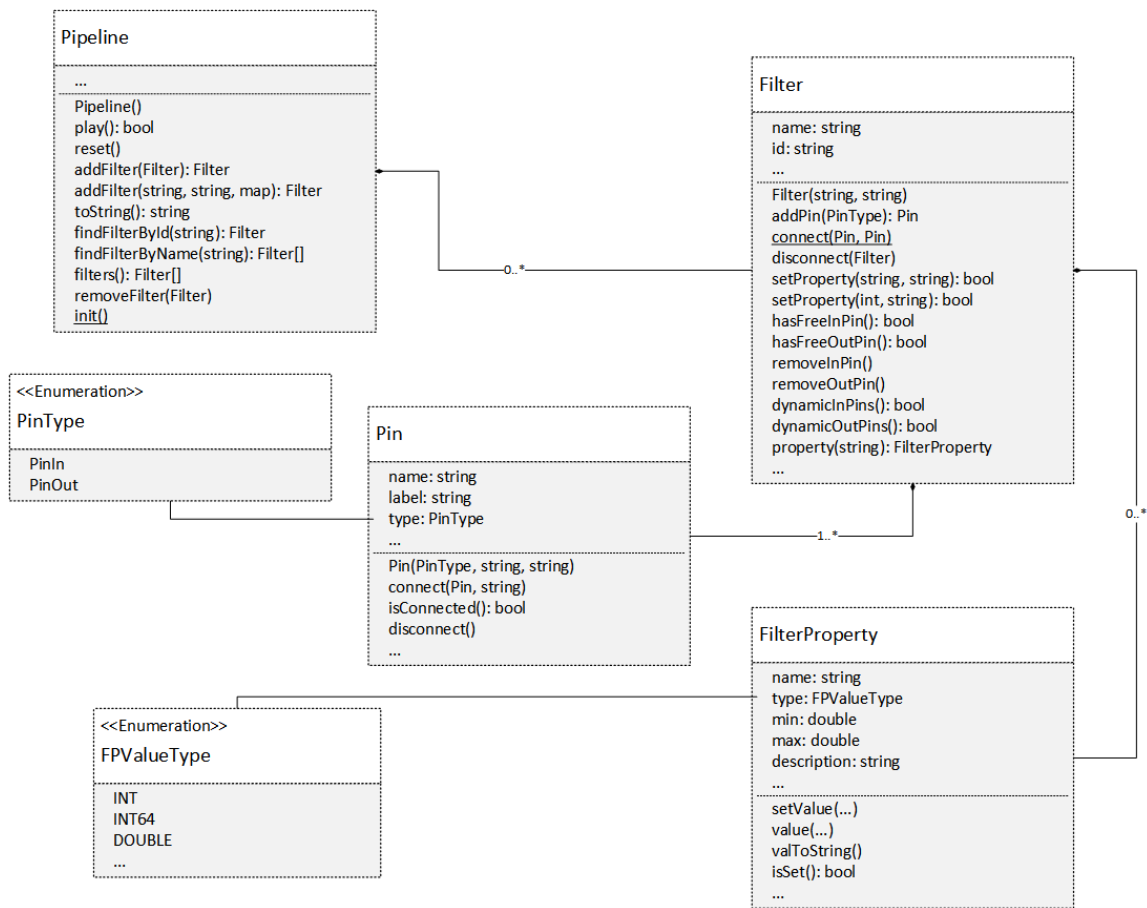 Pipeline
...
Pipeline()
play(): bool
reset()
addFilter(Filter): Filter
addFilter(string, string, map): Filter
toString(): string
findFilterById(string): Filter
findFilterByName(string): Filter[]
filters(): Filter[]
removeFilter(Filter)
init()
0..*
Filter
name: string
id: string
...
Filter(string, string)
addPin(PinType): Pin
connect(Pin, Pin)
disconnect(Filter)
setProperty(string, string): bool
setProperty(int, string): bool
hasFreeInPin(): bool
hasFreeOutPin(): bool
removeInPin()
removeOutPin()
dynamicInPins(): bool
dynamicOutPins(): bool
property(string): FilterProperty
...
<<Enumeration>>
PinType
PinIn
PinOut
Pin
name: string
label: string
type: PinType
...
Pin(PinType, string, string)
connect(Pin, string)
isConnected(): bool
disconnect()
...
1..*
0..*
FilterProperty
name: string
type: FPValueType
min: double
max: double
description: string
...
setValue(...)
value(...)
valToString()
isSet(): bool
...
<<Enumeration>>
FPValueType
INT
INT64
DOUBLE
...